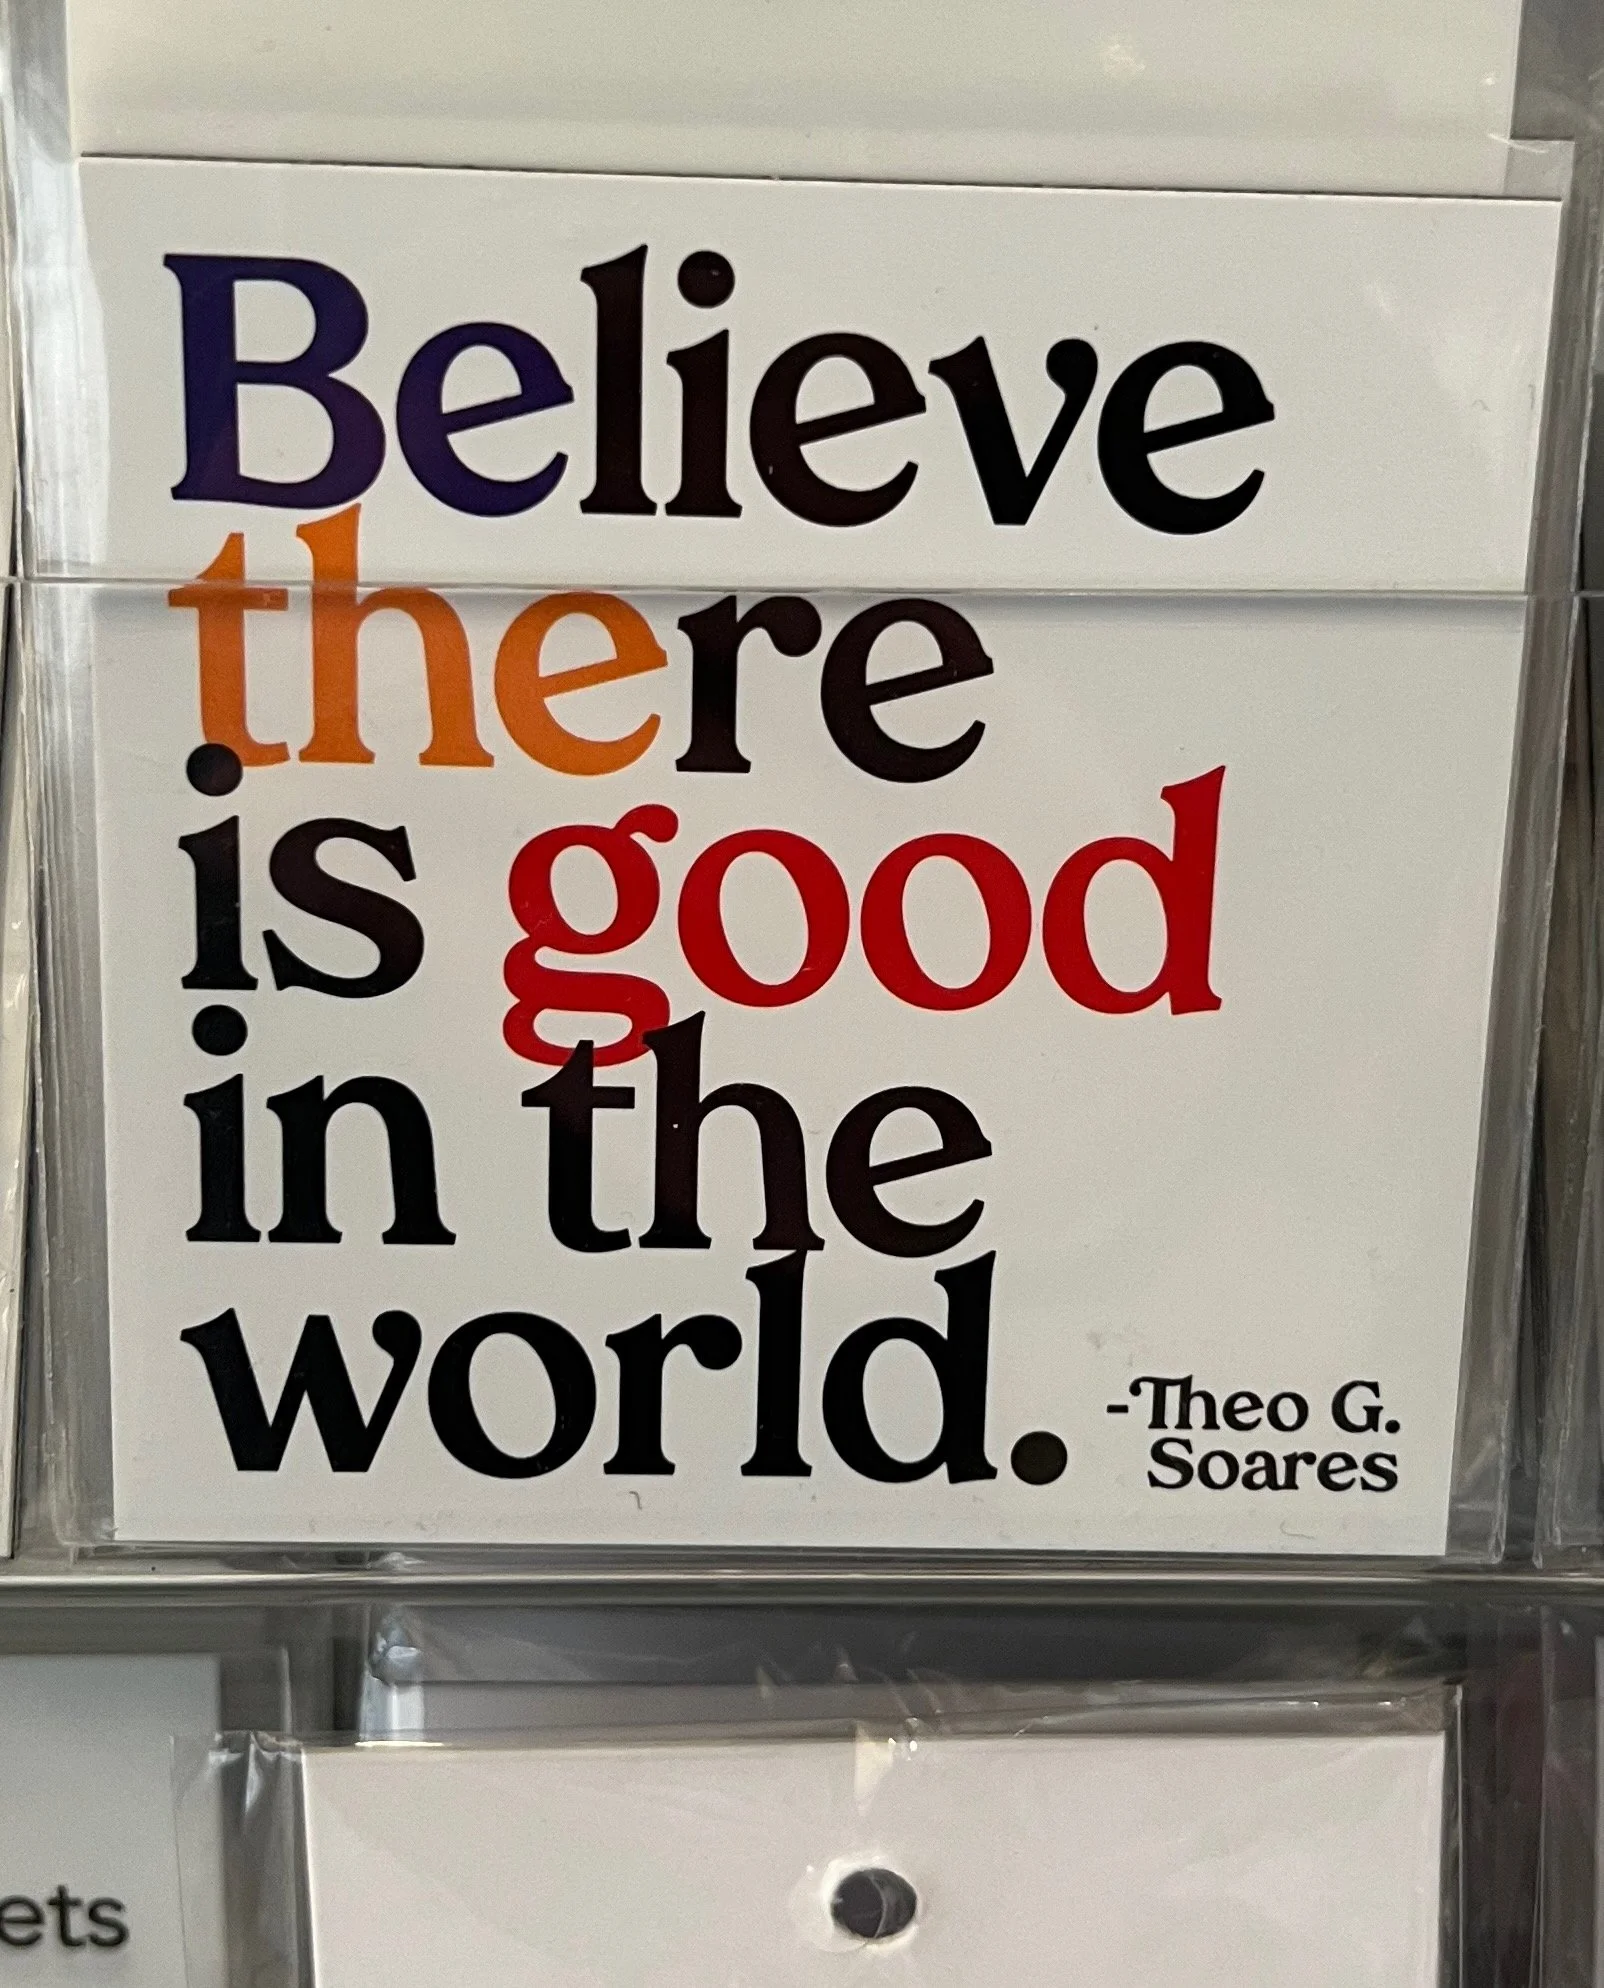 Believe
there
is good
in the
world.
-Theo G.
Soares
ets